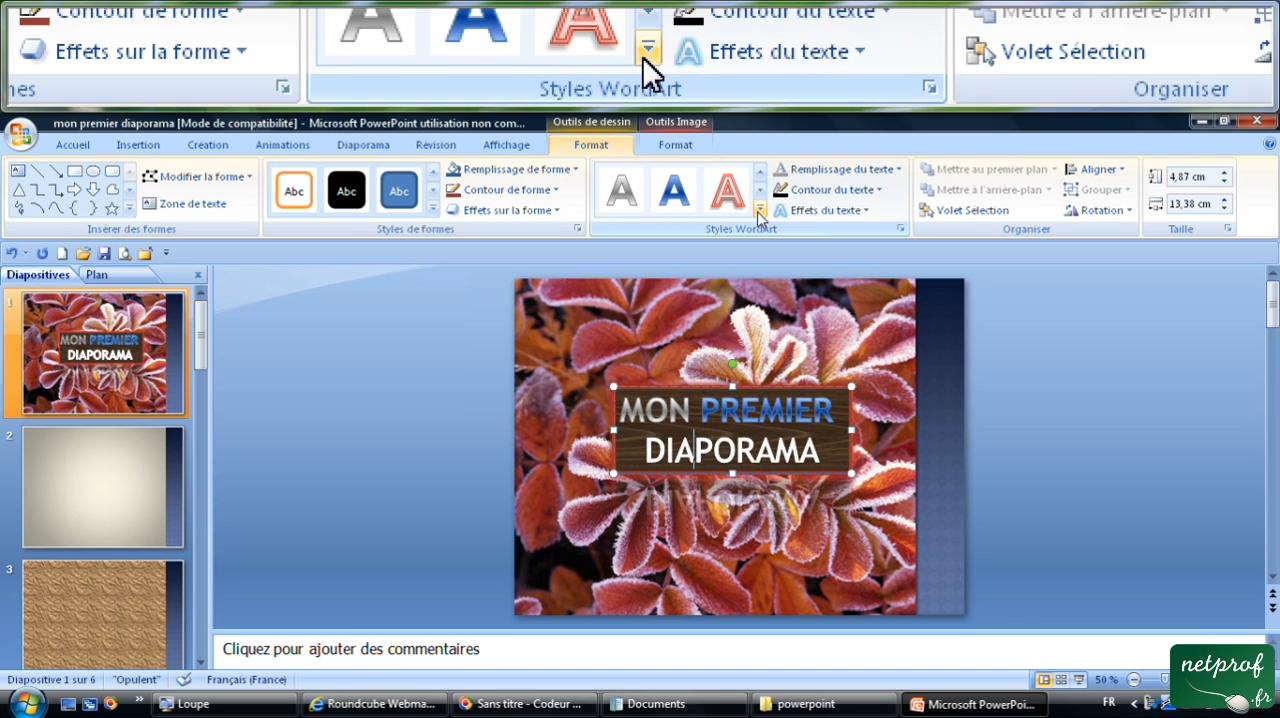 Contour de forme
Effets sur la forme
Contour du texte
Effets du texte
Mettre à l'arrière-plan
Volet Sélection
nes
Styles WordArt
Organiser
mon premier diaporama [Mode de compatibilité] - Microsoft PowerPoint utilisation non com...
Outils de dessin
Outils Image
Accueil
Insertion
Création
Animations
Diaporama
Révision
Affichage
Format
Format
Modifier la forme
Zone de texte
Insérer des formes
Abc
Abc
Abc
Remplissage de forme
Contour de forme
Effets sur la forme
Styles de formes
A
A
A
Remplissage du texte
Contour du texte
Effets du texte
Styles WordArt
Mettre au premier plan
Mettre à l'arrière-plan
Volet Sélection
Aligner
Grouper
Rotation
Organiser
4,87 cm
13,38 cm
Taille
Diapositives
Plan
x
1
MON PREMIER
DIAPORAMA
2
3
MON PREMIER
DIAPORAMA
Cliquez pour ajouter des commentaires
Diapositive 1 sur 6
"Opulent"
Français (France)
50 %
Loupe
Roundcube Webma...
Sans titre - Codeur ...
Documents
powerpoint
Microsoft PowerPoi...
FR
netprof
.fr